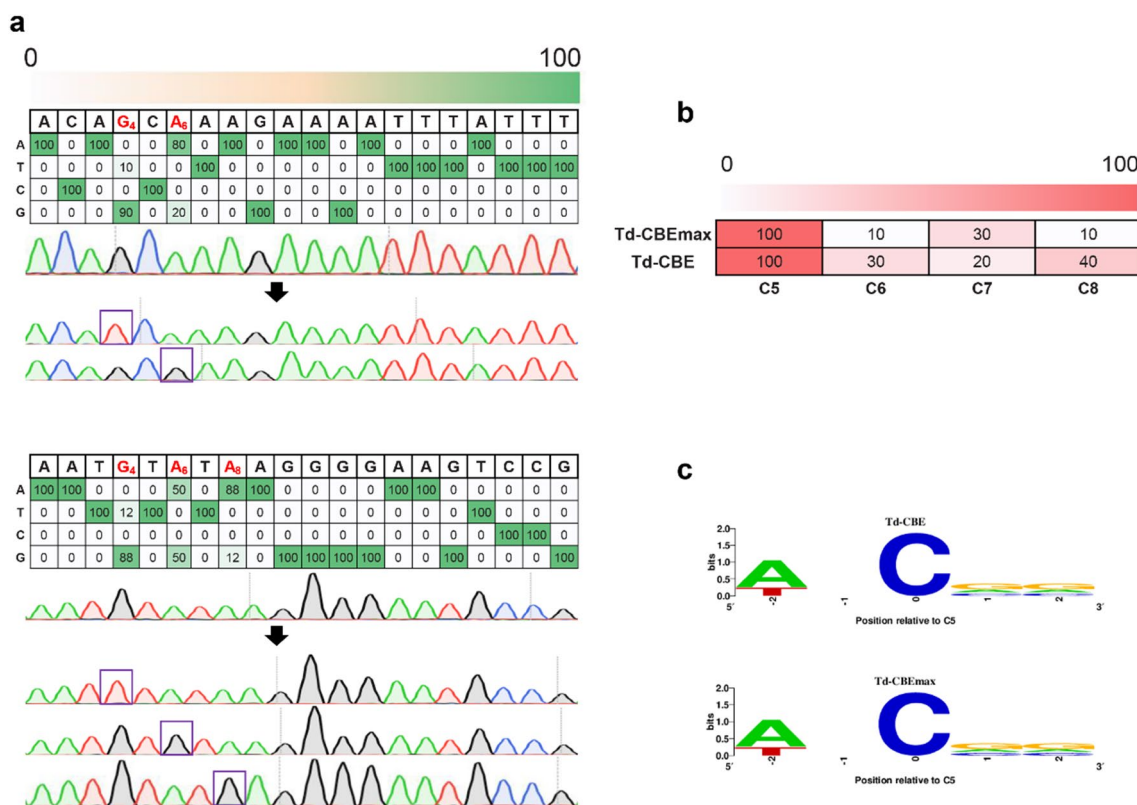 a
0 100
A C A G4 C A6 A A G A A A A T T T A T T T
A 100 0 100 0 0 80 0 100 0 100 100 0 100 0 0 0 100 0 0 0
T 0 0 0 10 0 0 100 0 0 0 0 0 0 100 100 100 0 100 100 100
C 0 100 0 0 100 0 0 0 0 0 0 0 0 0 0 0 0 0 0 0
G 0 0 0 90 0 20 0 0 100 0 0 100 0 0 0 0 0 0 0 0
A A T G4 T A6 T A8 A G G G G A A G T C C G
A 100 100 0 0 0 50 0 88 100 0 0 0 0 100 100 0 0 0 0 0
T 0 0 100 12 100 0 100 0 0 0 0 0 0 0 0 0 100 0 0 0
C 0 0 0 0 0 0 0 0 0 0 0 0 0 0 0 0 0 100 100 0
G 0 0 0 88 0 50 0 12 0 100 100 100 100 0 0 100 0 0 0 100
b
0 100
Td-CBEmax 100 10 30 10
Td-CBE 100 30 20 40
C5 C6 C7 C8
c
Td-CBE
bits
2.0
1.5
1.0
0.5
0.0
A C
5′ -2 -1 0 1 2 3′
Position relative to C5
Td-CBEmax
bits
2.0
1.5
1.0
0.5
0.0
A C
5′ -2 -1 0 1 2 3′
Position relative to C5